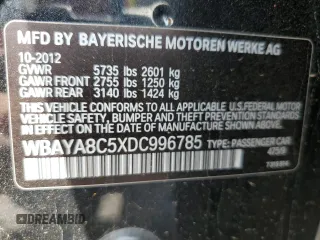 MFD BY BAYERISCHE MOTOREN WERKE AG
10-2012
GVWR 5735 lbs 2601 kg
GAWR FRONT 2755 lbs 1250 kg
GAWR REAR 3140 lbs 1424 kg
THIS VEHICLE CONFORMS TO ALL APPLICABLE U.S. FEDERAL MOTOR
VEHICLE SAFETY, BUMPER AND THEFT PREVENTION STANDARDS IN
EFFECT ON THE DATE OF MANUFACTURE SHOWN ABOVE.
WBAYA8C5XDC996785 TYPE: PASSENGER CAR